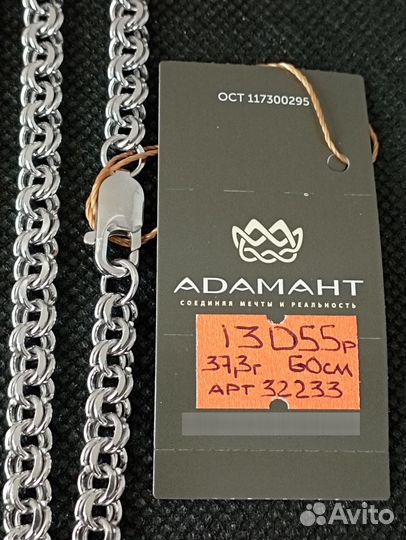 ОСТ 117300295
АДАМАНТ
СОЕДИНЯЯ МЕЧТЫ И РЕАЛЬНОСТЬ
13055р
37,3г 60см
АРТ 32233
Avito